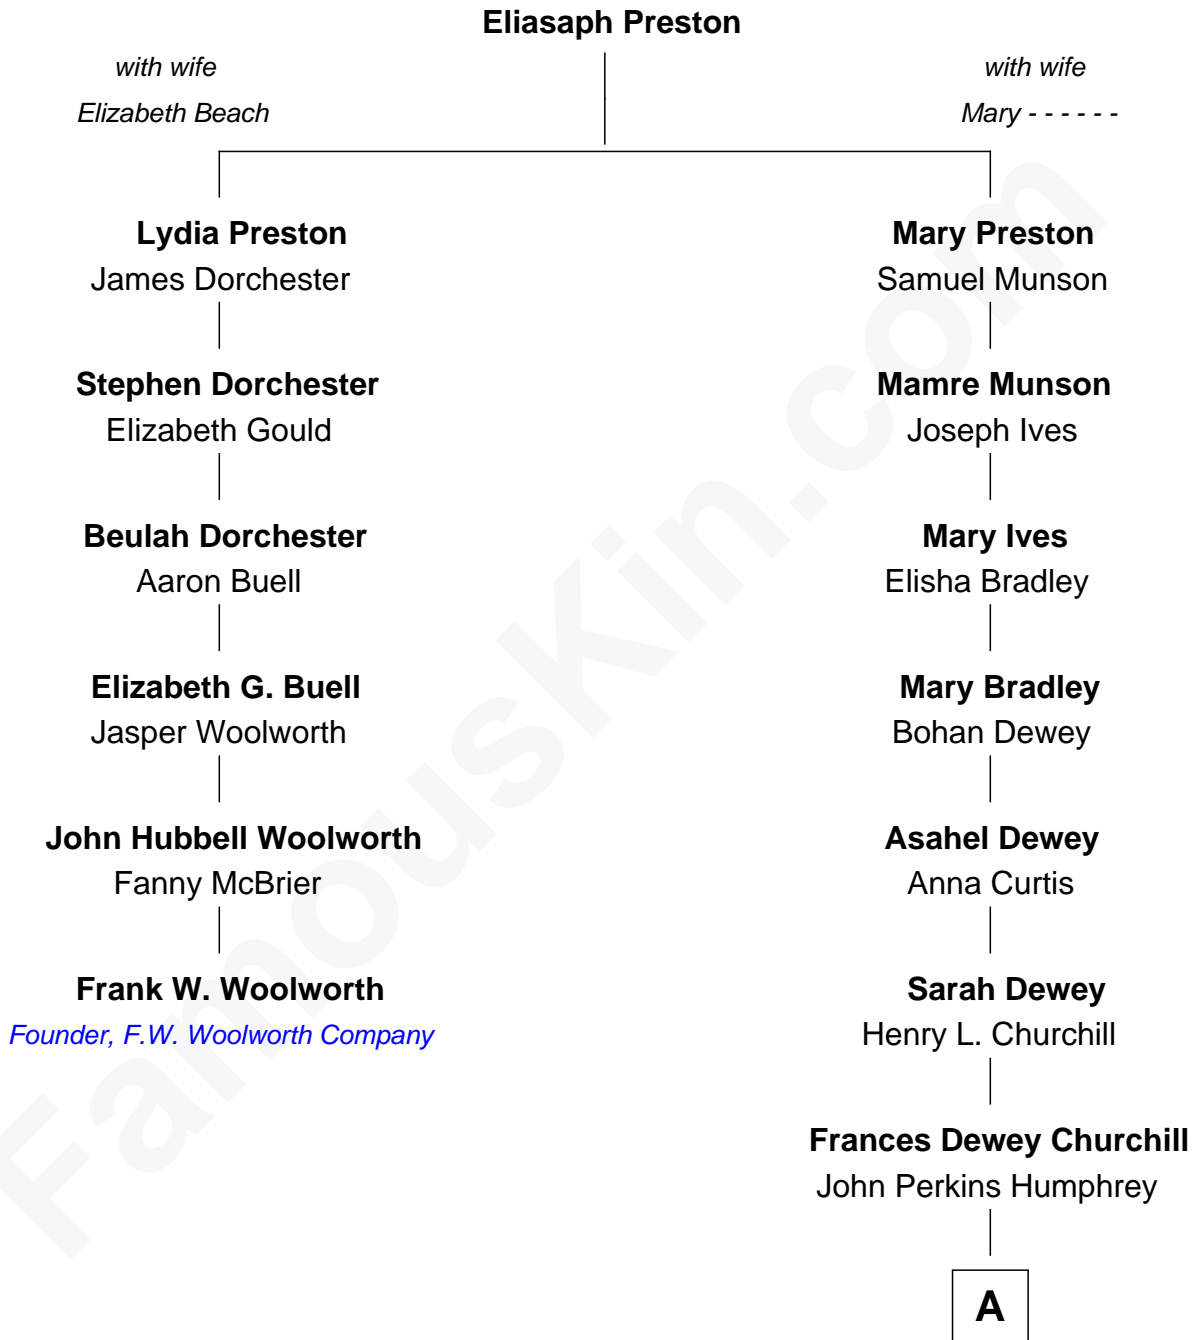 Eliasaph Preston
with wife
Elizabeth Beach
with wife
Mary - - - - - -
Lydia Preston
James Dorchester
Mary Preston
Samuel Munson
Stephen Dorchester
Elizabeth Gould
Mamre Munson
Joseph Ives
Beulah Dorchester
Aaron Buell
Mary Ives
Elisha Bradley
Elizabeth G. Buell
Jasper Woolworth
Mary Bradley
Bohan Dewey
John Hubbell Woolworth
Fanny McBrier
Asahel Dewey
Anna Curtis
Frank W. Woolworth
Founder, F.W. Woolworth Company
Sarah Dewey
Henry L. Churchill
Frances Dewey Churchill
John Perkins Humphrey
A
FamousKin.com